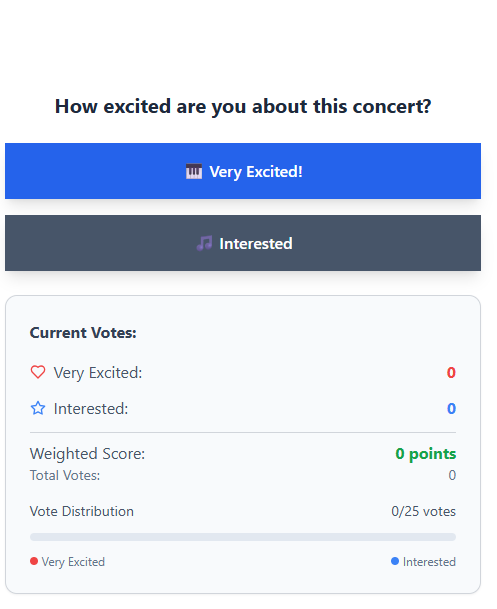 How excited are you about this concert?
🎹 Very Excited!
🎵 Interested
Current Votes:
Very Excited: 0
Interested: 0
Weighted Score: 0 points
Total Votes: 0
Vote Distribution 0/25 votes
Very Excited Interested